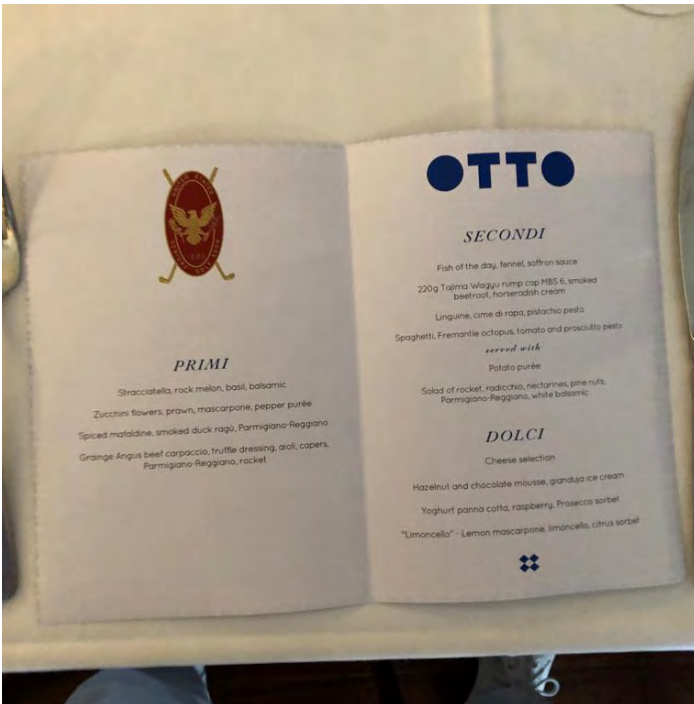 UNITED STATES
SENIORS' GOLF ASSN
PRIMI
Stracciatella, rock melon, basil, balsamic
Zucchini flowers, prawn, mascarpone, pepper purée
Spiced mafaldine, smoked duck ragù, Parmigiano-Reggiano
Grainge Angus beef carpaccio, truffle dressing, aioli, capers,
Parmigiano-Reggiano, rocket
OTTO
SECONDI
Fish of the day, fennel, saffron sauce
220g Tajima Wagyu rump cap MBS 6, smoked
beetroot, horseradish cream
Linguine, cime di rapa, pistachio pesto
Spaghetti, Fremantle octopus, tomato and prosciutto pesto
served with
Potato purée
Salad of rocket, radicchio, nectarines, pine nuts,
Parmigiano-Reggiano, white balsamic
DOLCI
Cheese selection
Hazelnut and chocolate mousse, gianduja ice cream
Yoghurt panna cotta, raspberry, Prosecco sorbet
"Limoncello" - Lemon mascarpone, limoncello, citrus sorbet